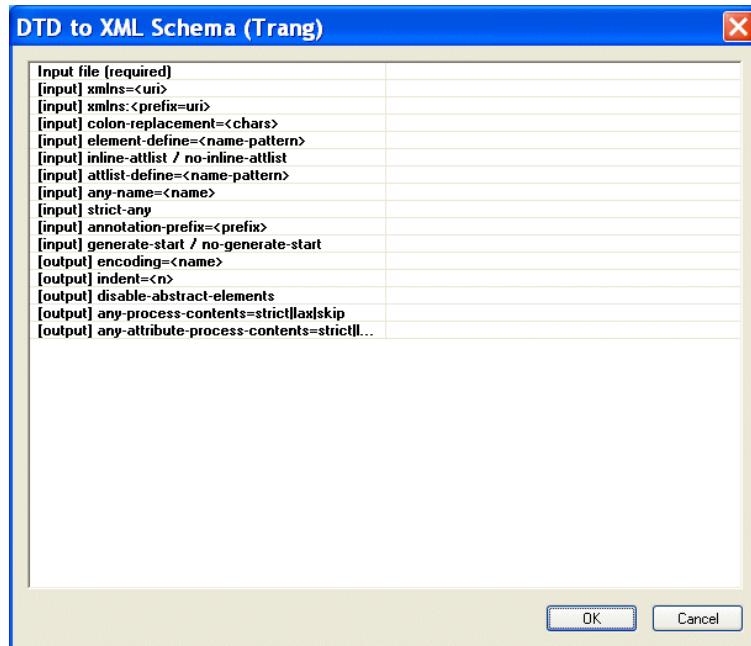 DTD to XML Schema (Trang)
Input file (required)
[input] xmlns=<uri>
[input] xmlns:<prefix=uri>
[input] colon-replacement=<chars>
[input] element-define=<name-pattern>
[input] inline-attlist / no-inline-attlist
[input] attlist-define=<name-pattern>
[input] any-name=<name>
[input] strict-any
[input] annotation-prefix=<prefix>
[input] generate-start / no-generate-start
[output] encoding=<name>
[output] indent=<n>
[output] disable-abstract-elements
[output] any-process-contents=strict|lax|skip
[output] any-attribute-process-contents=strict|l...
OK Cancel